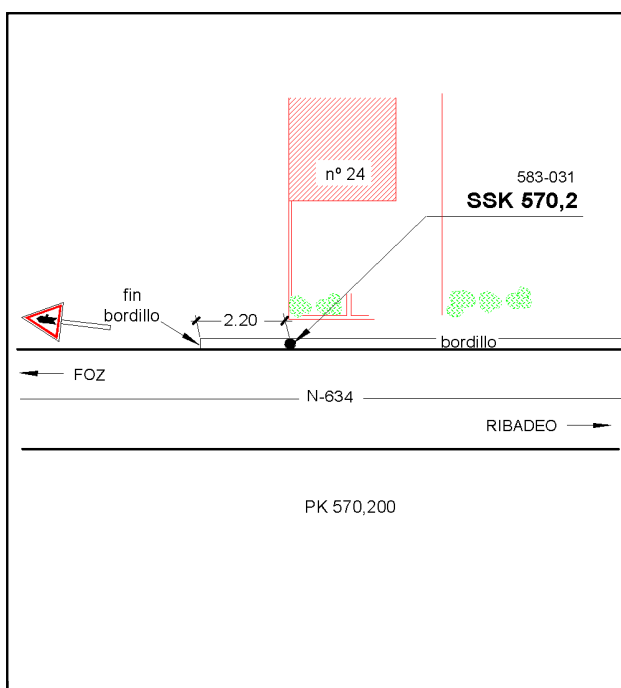 nº 24
583-031
SSK 570,2
fin
bordillo
2.20
bordillo
FOZ
N-634
RIBADEO
PK 570,200